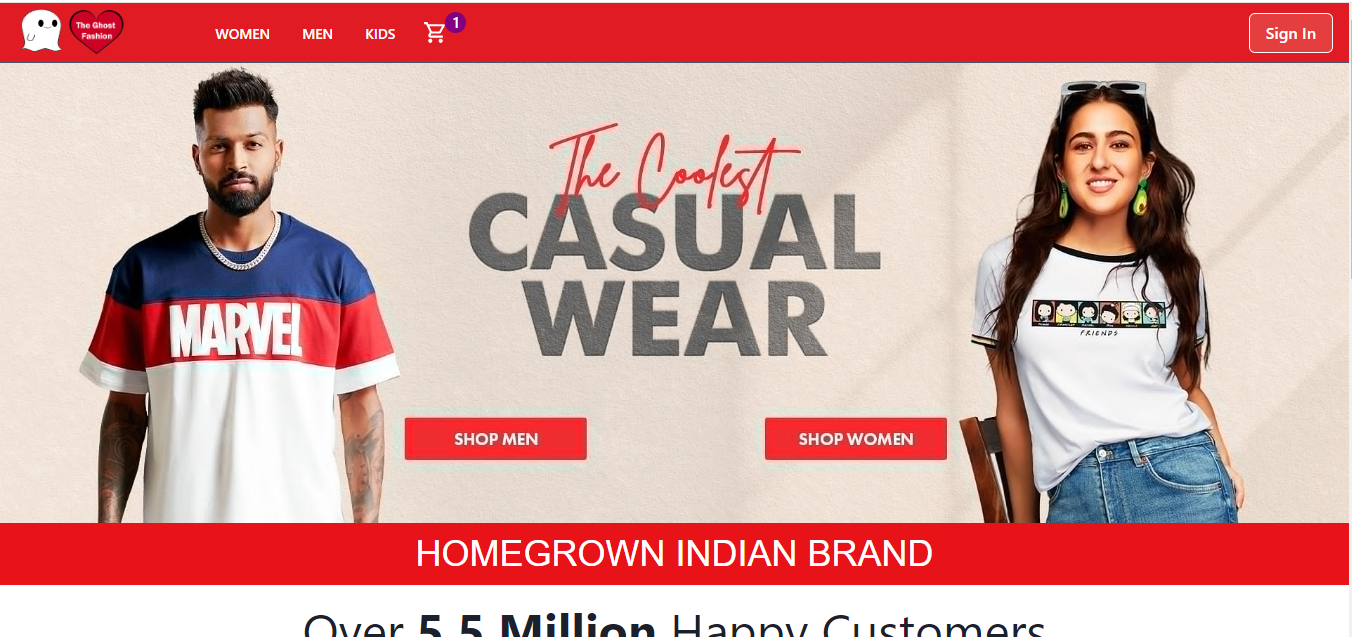 The Ghost
Fashion
WOMEN MEN KIDS 1 Sign In
The Coolest
CASUAL
WEAR
MARVEL
FRIENDS
SHOP MEN SHOP WOMEN
HOMEGROWN INDIAN BRAND
Over 5.5 Million Happy Customers